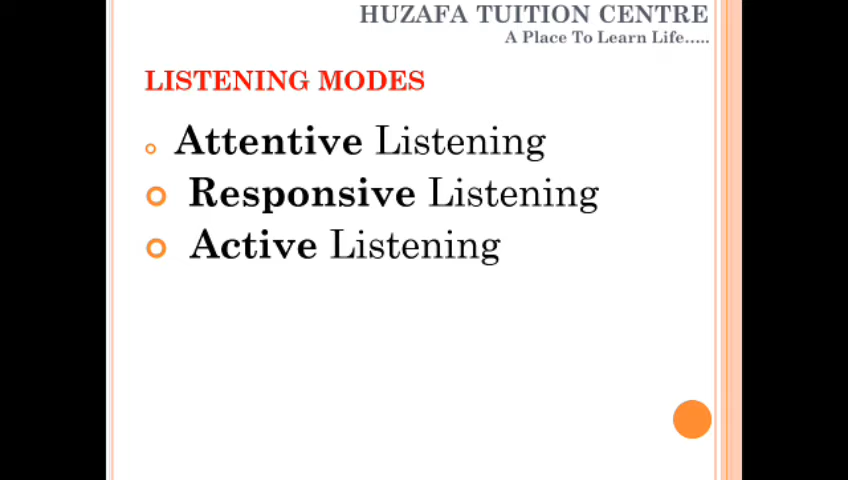 HUZAFA TUITION CENTRE
A Place To Learn Life.....
LISTENING MODES
Attentive Listening
Responsive Listening
Active Listening